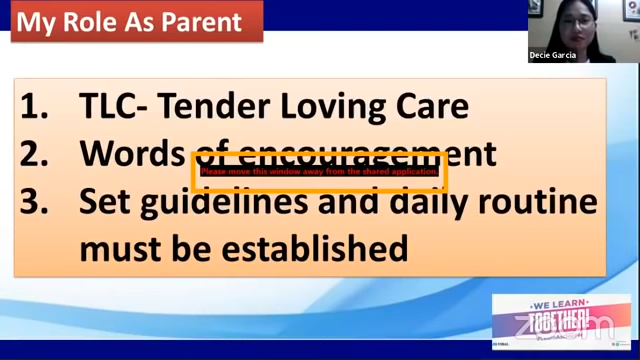 My Role As Parent
Decie Garcia
1. TLC- Tender Loving Care
2. Words of encouragement
Please move this window away from the shared application.
3. Set guidelines and daily routine
must be established
WE LEARN
TOGETHER!
zoom